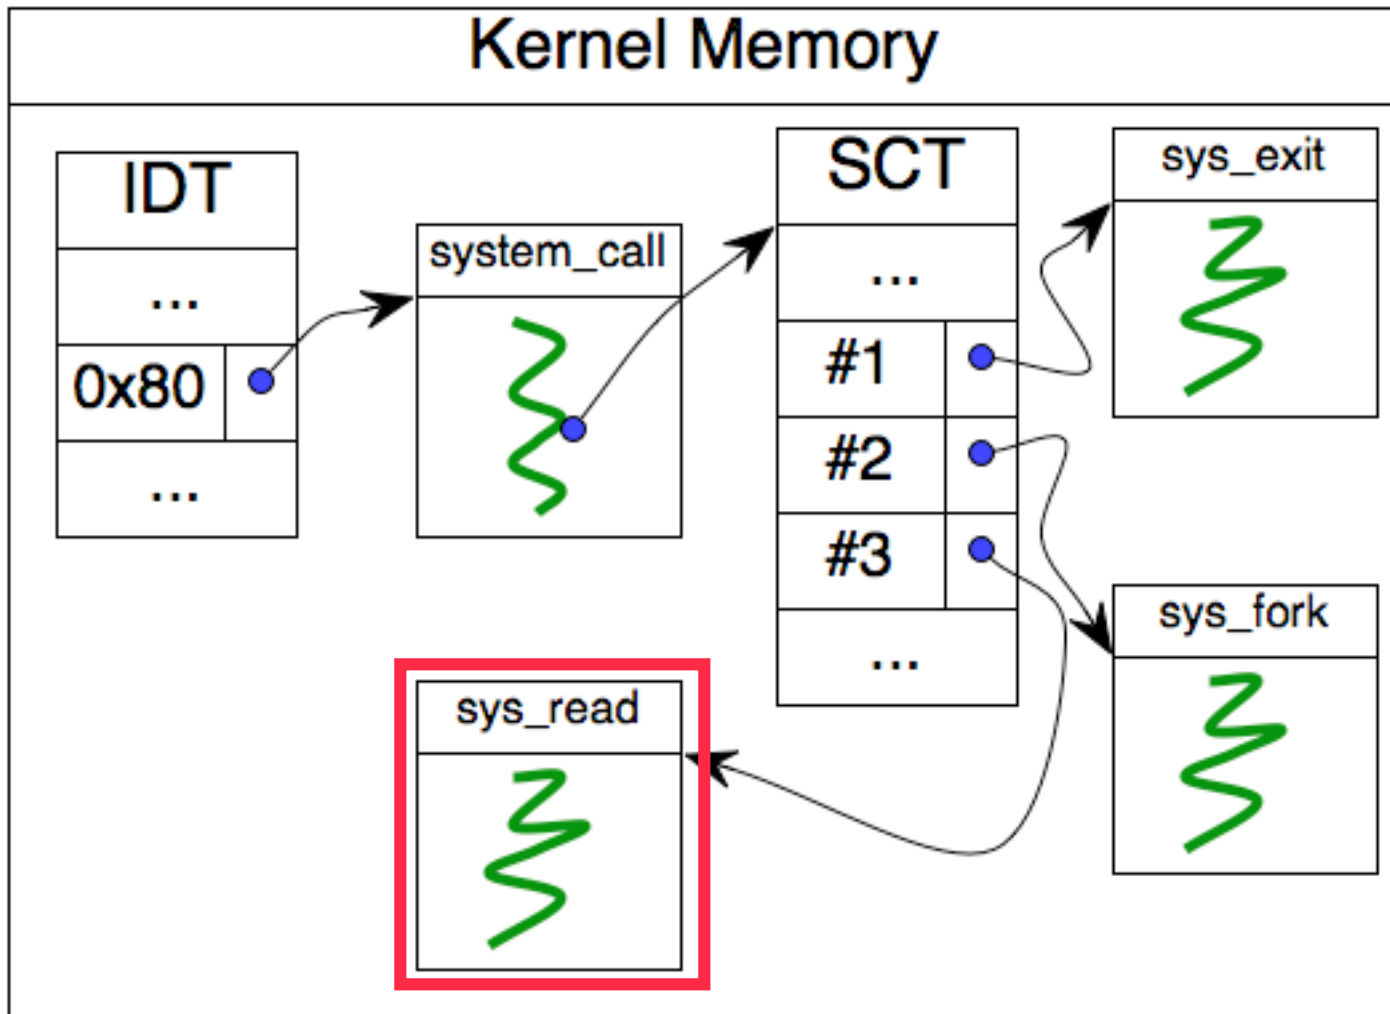 Kernel Memory
IDT
...
0x80
...
system_call
SCT
...
#1
#2
#3
...
sys_exit
sys_fork
sys_read